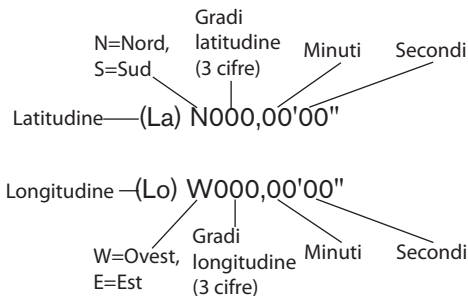 N=Nord,
S=Sud
Gradi
latitudine
(3 cifre)
Minuti
Secondi
Latitudine
(La) N000,00'00"
Longitudine
(Lo) W000,00'00"
W=Ovest,
E=Est
Gradi
longitudine
(3 cifre)
Minuti
Secondi